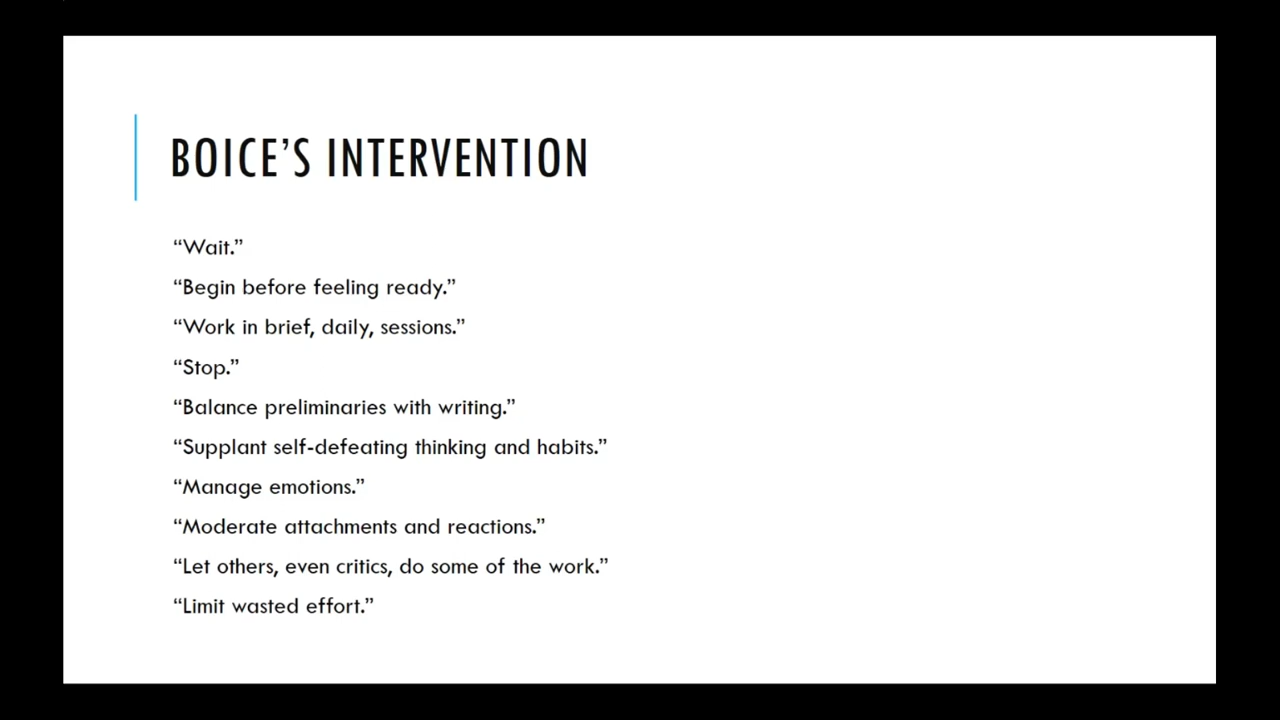 BOICE’S INTERVENTION
“Wait.”
“Begin before feeling ready.”
“Work in brief, daily, sessions.”
“Stop.”
“Balance preliminaries with writing.”
“Supplant self-defeating thinking and habits.”
“Manage emotions.”
“Moderate attachments and reactions.”
“Let others, even critics, do some of the work.”
“Limit wasted effort.”